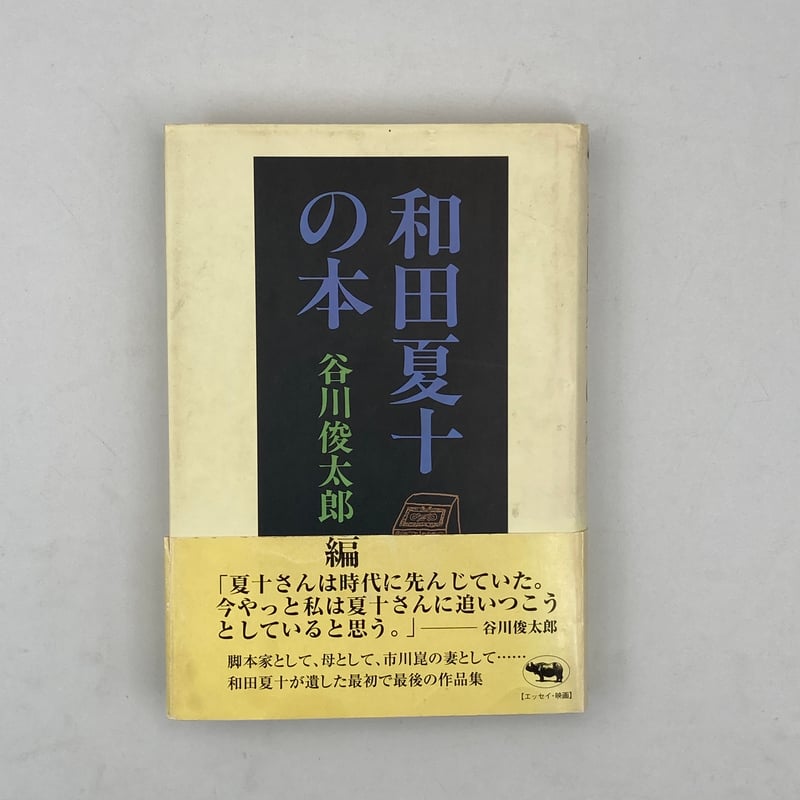 和田夏十
の本
谷川俊太郎
編
「夏十さんは時代に先んじていた。
今やっと私は夏十さんに追いつこう
としていると思う。」――谷川俊太郎
脚本家として、母として、市川崑の妻として……
和田夏十が遺した最初で最後の作品集
【エッセイ・映画】